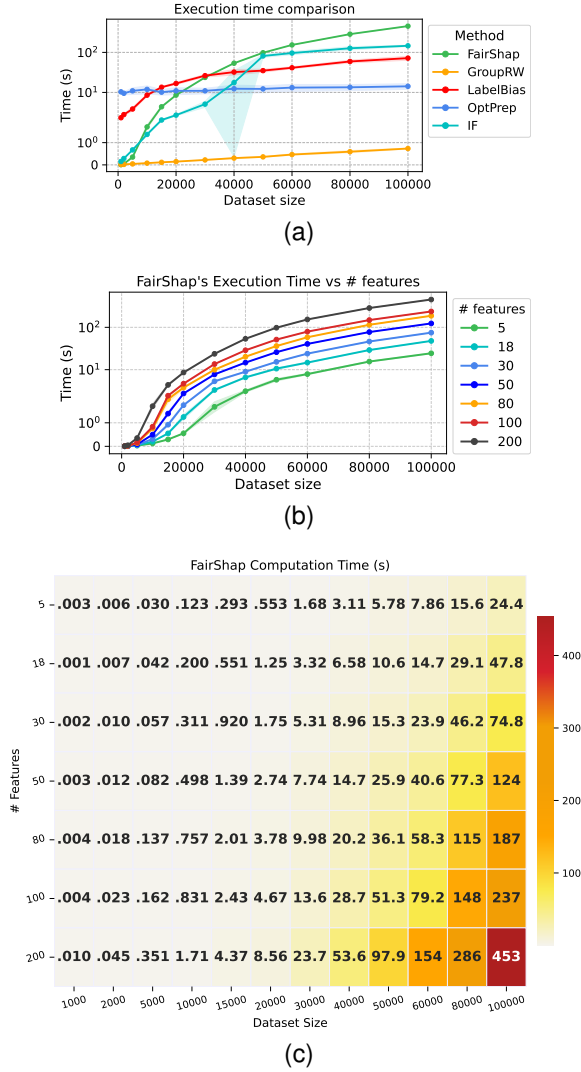 Execution time comparison
Time (s)
10²
10¹
10⁰
0
0 20000 40000 60000 80000 100000
Dataset size
Method
FairShap
GroupRW
LabelBias
OptPrep
IF
(a)
FairShap's Execution Time vs # features
Time (s)
10²
10¹
10⁰
0
0 20000 40000 60000 80000 100000
Dataset size
# features
5
18
30
50
80
100
200
(b)
FairShap Computation Time (s)
# Features
5 .003 .006 .030 .123 .293 .553 1.68 3.11 5.78 7.86 15.6 24.4
18 .001 .007 .042 .200 .551 1.25 3.32 6.58 10.6 14.7 29.1 47.8
30 .002 .010 .057 .311 .920 1.75 5.31 8.96 15.3 23.9 46.2 74.8
50 .003 .012 .082 .498 1.39 2.74 7.74 14.7 25.9 40.6 77.3 124
80 .004 .018 .137 .757 2.01 3.78 9.98 20.2 36.1 58.3 115 187
100 .004 .023 .162 .831 2.43 4.67 13.6 28.7 51.3 79.2 148 237
200 .010 .045 .351 1.71 4.37 8.56 23.7 53.6 97.9 154 286 453
1000 2000 5000 10000 15000 20000 30000 40000 50000 60000 80000 100000
Dataset Size
400
300
200
100
(c)